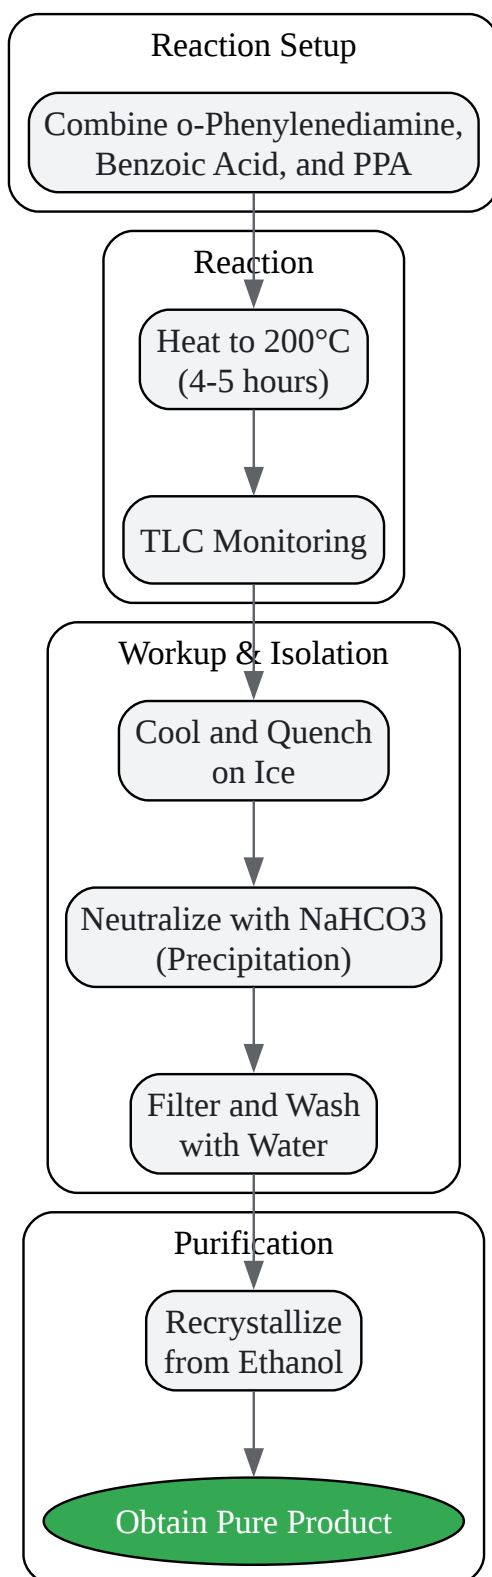 Reaction Setup
Combine o-Phenylenediamine,
Benzoic Acid, and PPA
Reaction
Heat to 200°C
(4-5 hours)
TLC Monitoring
Workup & Isolation
Cool and Quench
on Ice
Neutralize with NaHCO3
(Precipitation)
Filter and Wash
with Water
Purification
Recrystallize
from Ethanol
Obtain Pure Product